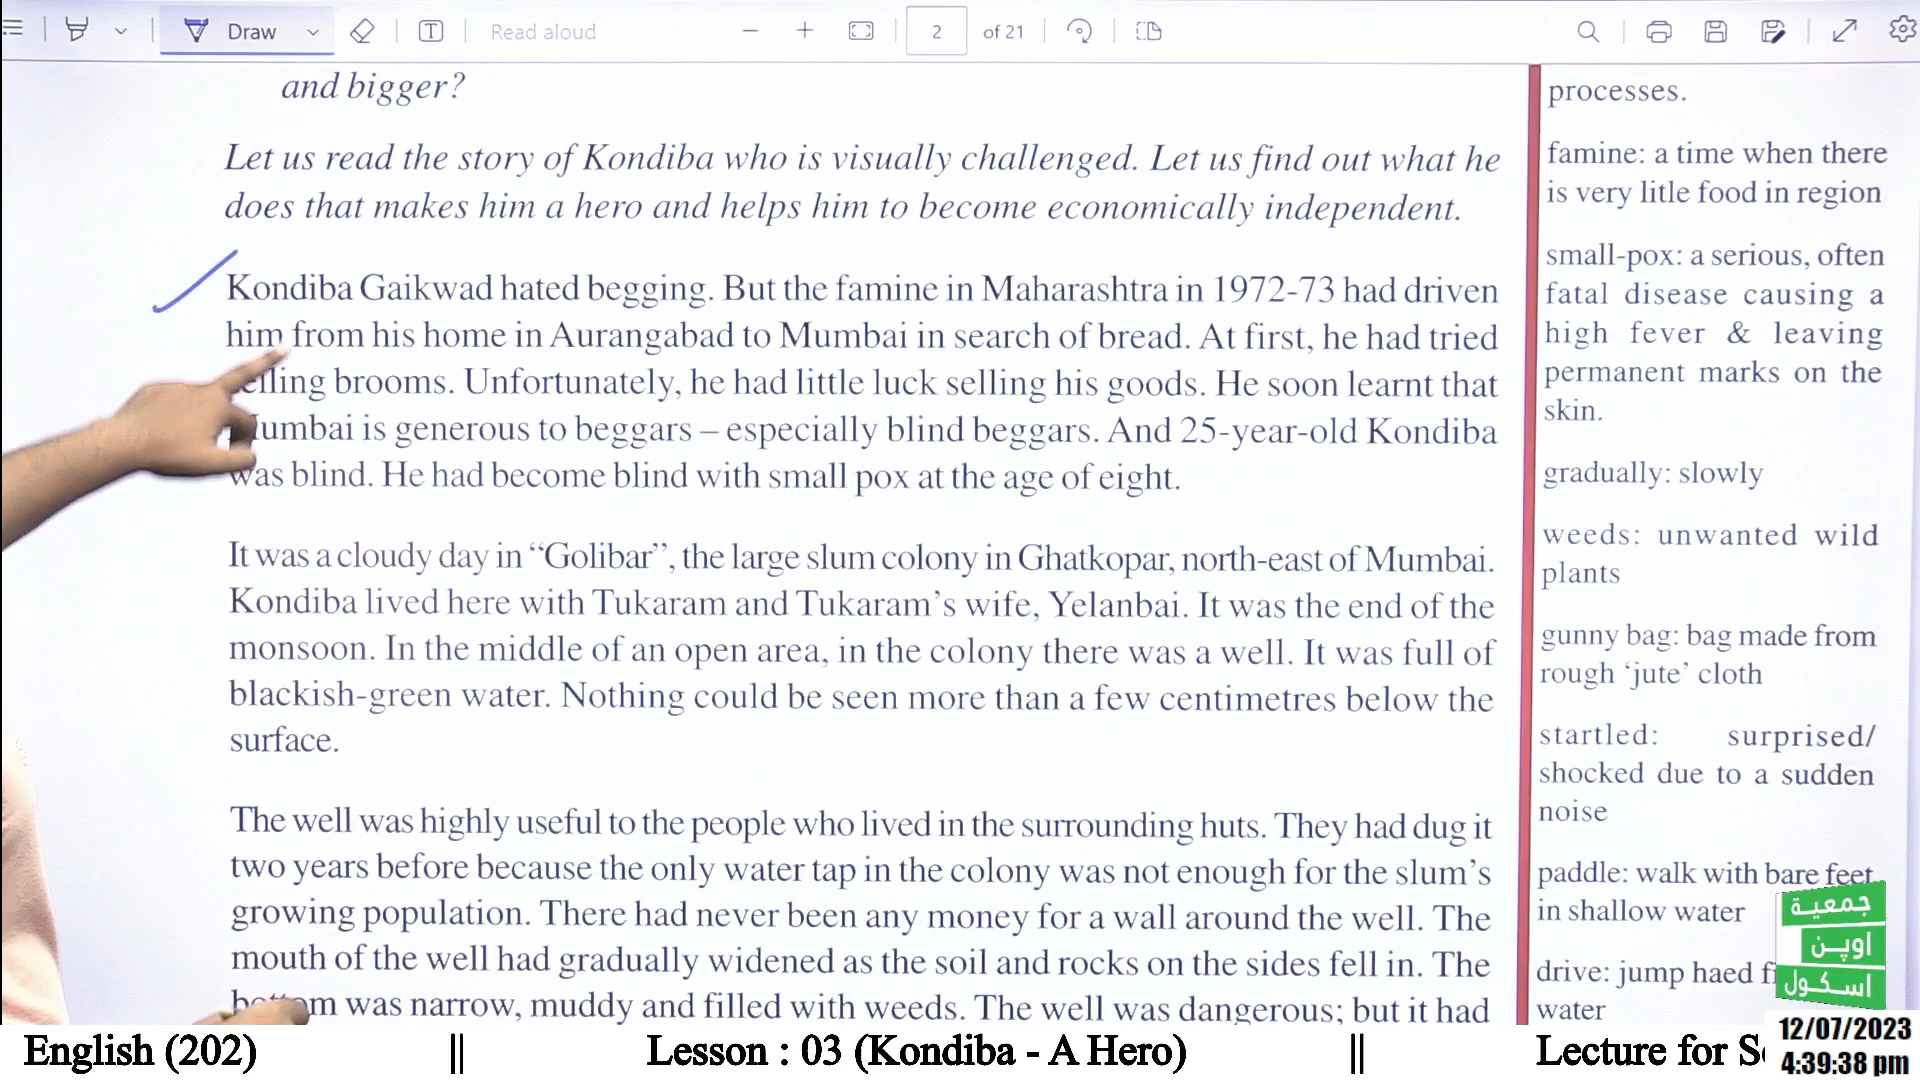 Draw
Read aloud
2 of 21
and bigger?
Let us read the story of Kondiba who is visually challenged. Let us find out what he
does that makes him a hero and helps him to become economically independent.
Kondiba Gaikwad hated begging. But the famine in Maharashtra in 1972-73 had driven
him from his home in Aurangabad to Mumbai in search of bread. At first, he had tried
elling brooms. Unfortunately, he had little luck selling his goods. He soon learnt that
Mumbai is generous to beggars – especially blind beggars. And 25-year-old Kondiba
was blind. He had become blind with small pox at the age of eight.
It was a cloudy day in “Golibar”, the large slum colony in Ghatkopar, north-east of Mumbai.
Kondiba lived here with Tukaram and Tukaram’s wife, Yelanbai. It was the end of the
monsoon. In the middle of an open area, in the colony there was a well. It was full of
blackish-green water. Nothing could be seen more than a few centimetres below the
surface.
The well was highly useful to the people who lived in the surrounding huts. They had dug it
two years before because the only water tap in the colony was not enough for the slum’s
growing population. There had never been any money for a wall around the well. The
mouth of the well had gradually widened as the soil and rocks on the sides fell in. The
bottom was narrow, muddy and filled with weeds. The well was dangerous; but it had
processes.
famine: a time when there
is very litle food in region
small-pox: a serious, often
fatal disease causing a
high fever & leaving
permanent marks on the
skin.
gradually: slowly
weeds: unwanted wild
plants
gunny bag: bag made from
rough ‘jute’ cloth
startled: surprised/
shocked due to a sudden
noise
paddle: walk with bare feet
in shallow water
drive: jump haed fi
water
جمعية
اوپن
اسکول
English (202) || Lesson : 03 (Kondiba - A Hero) || Lecture for Se
12/07/2023
4:39:38 pm